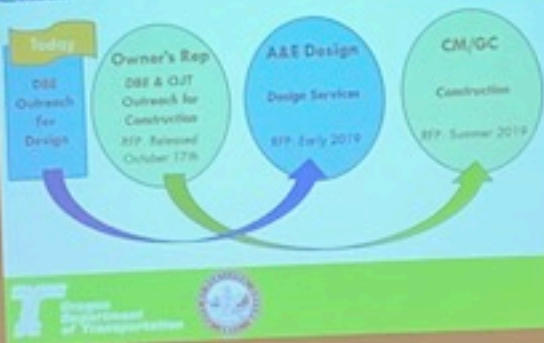 Today
DBE
Outreach
for
Design
Owner's Rep
DBE & OJT
Outreach for
Construction
RFP: Released
October 17th
A&E Design
Design Services
RFP: Early 2019
CM/GC
Construction
RFP: Summer 2019
Oregon
Department
of Transportation